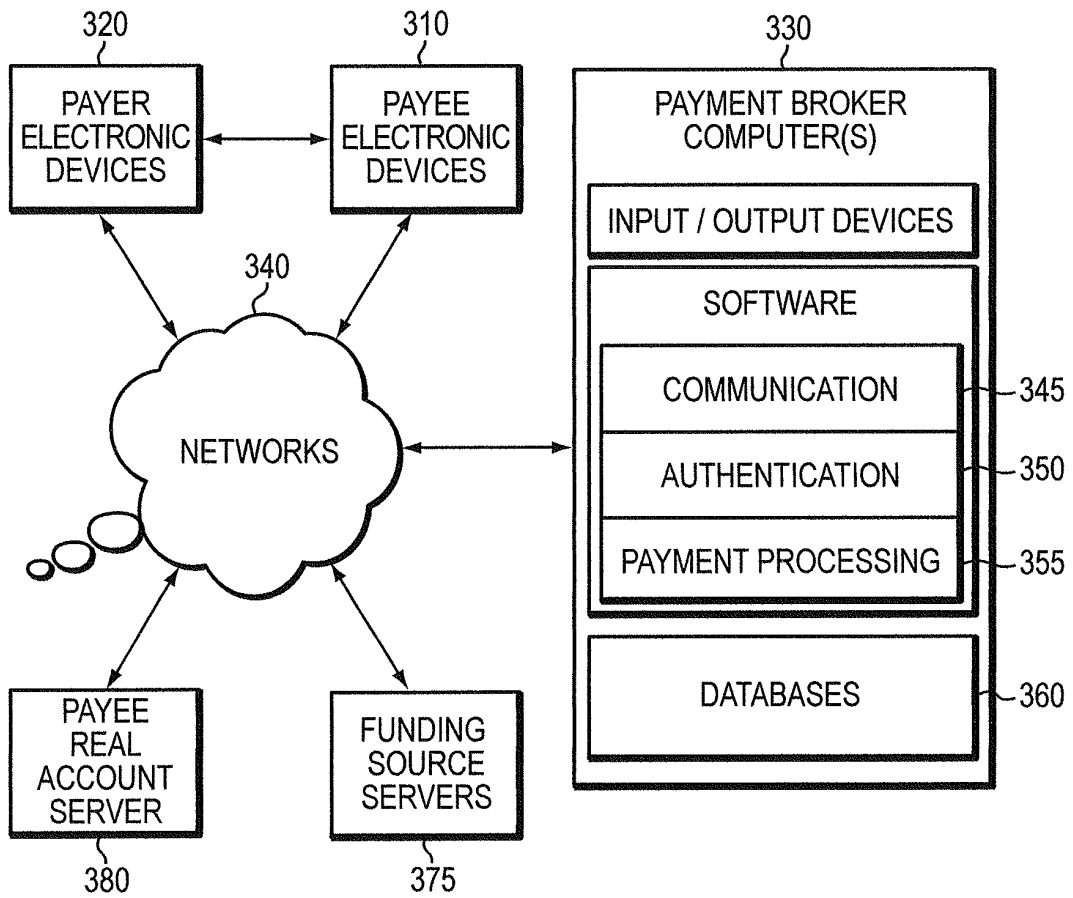 320
310
330
PAYER
ELECTRONIC
DEVICES
PAYEE
ELECTRONIC
DEVICES
PAYMENT BROKER
COMPUTER(S)
INPUT / OUTPUT DEVICES
340
SOFTWARE
COMMUNICATION
345
NETWORKS
AUTHENTICATION
350
PAYMENT PROCESSING
355
DATABASES
360
PAYEE
REAL
ACCOUNT
SERVER
FUNDING
SOURCE
SERVERS
380
375